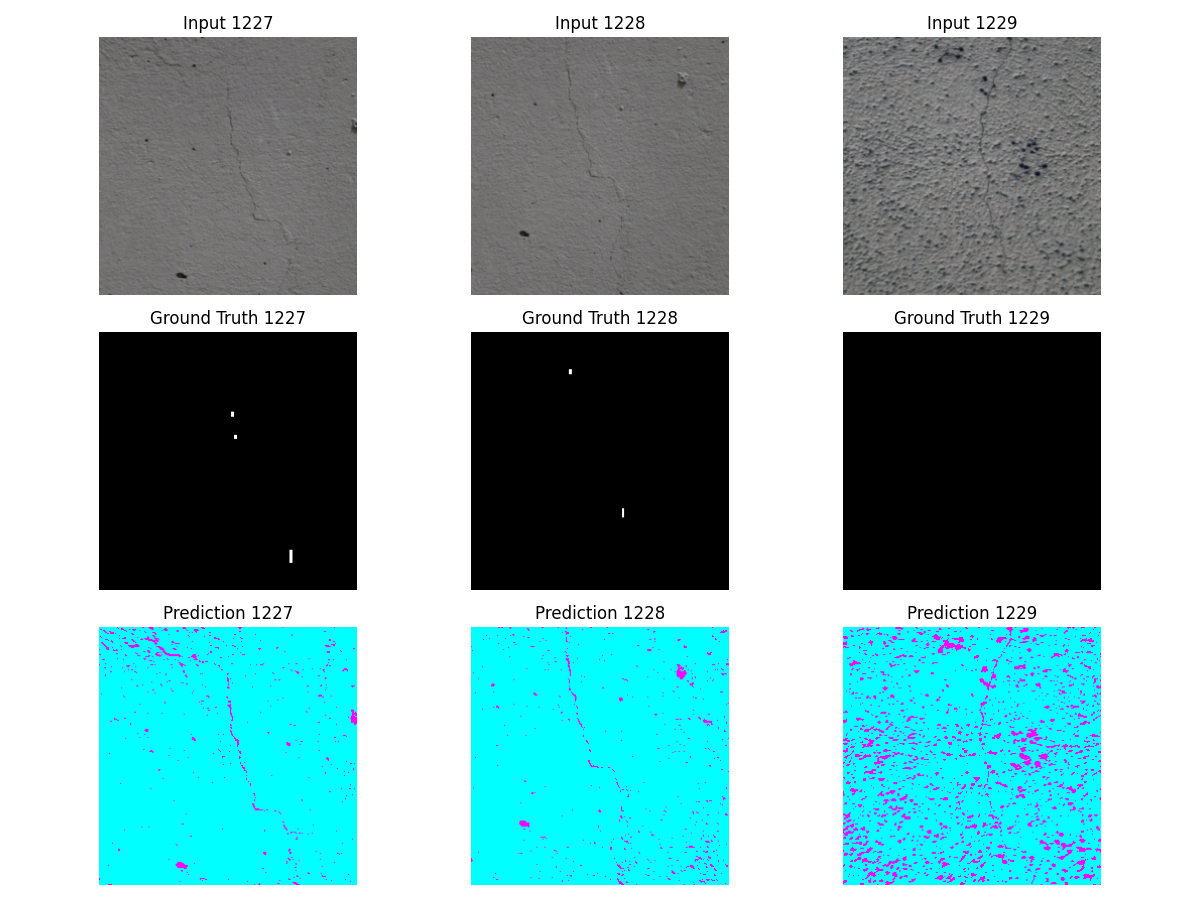 Input 1227
Input 1228
Input 1229
Ground Truth 1227
Ground Truth 1228
Ground Truth 1229
Prediction 1227
Prediction 1228
Prediction 1229